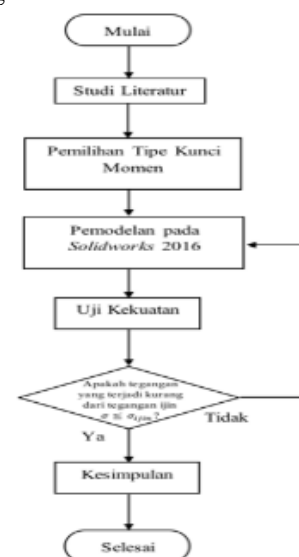 Mulai
Studi Literatur
Pemilihan Tipe Kunci
Momen
Pemodelan pada
Solidworks 2016
Uji Kekuatan
Apakah tegangan
yang terjadi kurang
dari tegangan ijin
σ ≤ σijin?
Tidak
Ya
Kesimpulan
Selesai